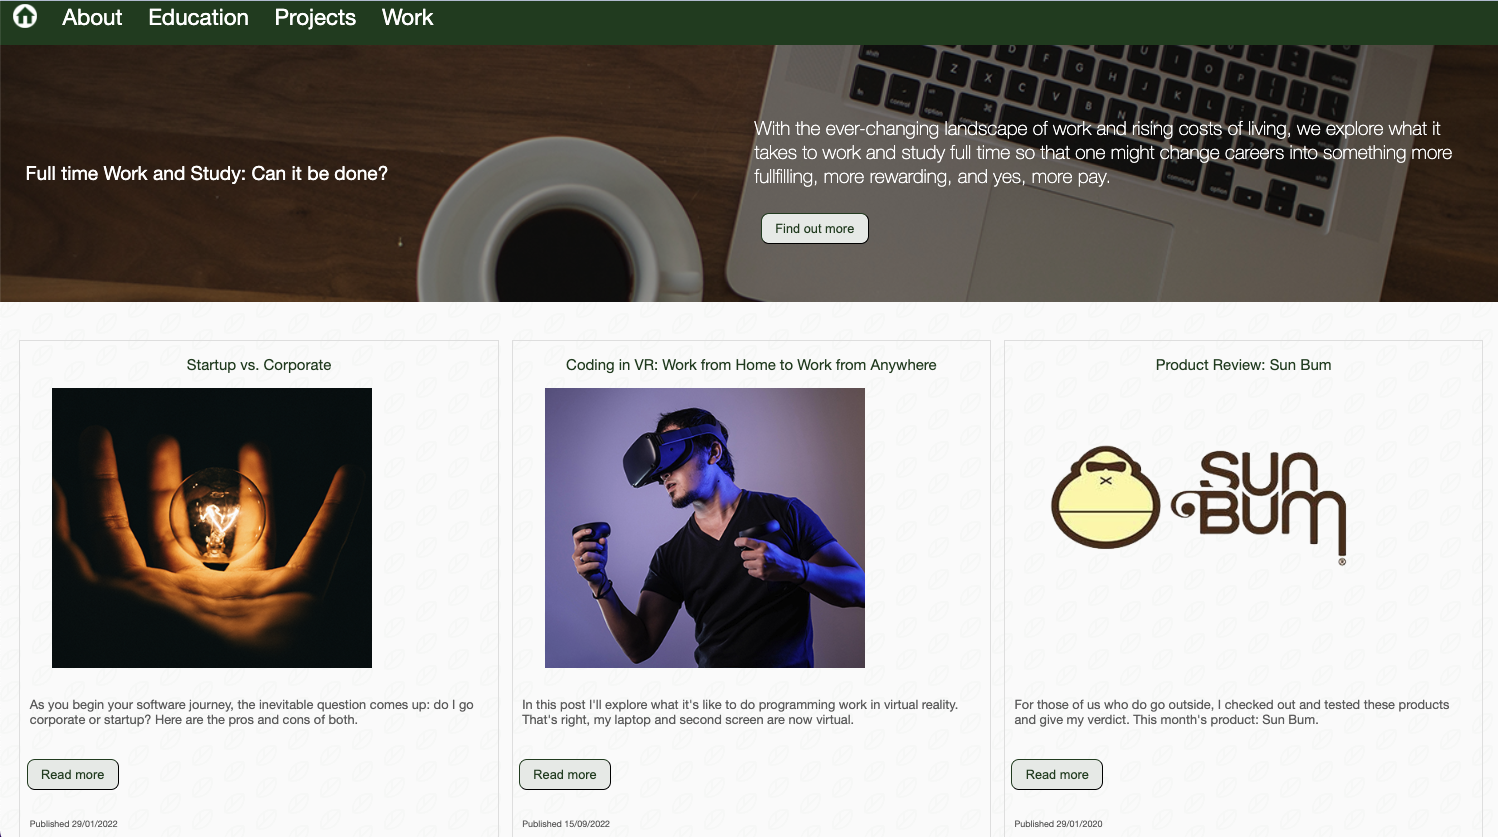 About Education Projects Work
Full time Work and Study: Can it be done?
With the ever-changing landscape of work and rising costs of living, we explore what it
takes to work and study full time so that one might change careers into something more
fullfilling, more rewarding, and yes, more pay.
Find out more
Startup vs. Corporate
As you begin your software journey, the inevitable question comes up: do I go
corporate or startup? Here are the pros and cons of both.
Read more
Published 29/01/2022
Coding in VR: Work from Home to Work from Anywhere
In this post I'll explore what it's like to do programming work in virtual reality.
That's right, my laptop and second screen are now virtual.
Read more
Published 15/09/2022
Product Review: Sun Bum
SUN
BUM
®
For those of us who do go outside, I checked out and tested these products
and give my verdict. This month's product: Sun Bum.
Read more
Published 29/01/2020